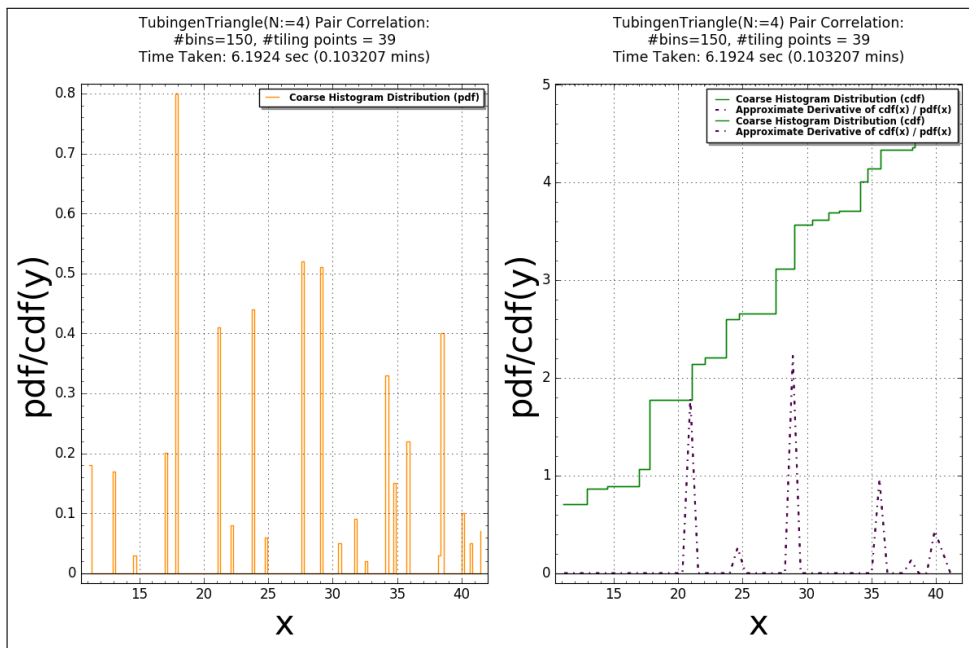 TubingenTriangle(N:=4) Pair Correlation:
#bins=150, #tiling points = 39
Time Taken: 6.1924 sec (0.103207 mins)
Coarse Histogram Distribution (pdf)
0.8
0.7
0.6
0.5
0.4
0.3
0.2
0.1
0
pdf/cdf(y)
15 20 25 30 35 40
x
TubingenTriangle(N:=4) Pair Correlation:
#bins=150, #tiling points = 39
Time Taken: 6.1924 sec (0.103207 mins)
Coarse Histogram Distribution (cdf)
Approximate Derivative of cdf(x) / pdf(x)
Coarse Histogram Distribution (cdf)
Approximate Derivative of cdf(x) / pdf(x)
5
4
3
2
1
0
pdf/cdf(y)
15 20 25 30 35 40
x